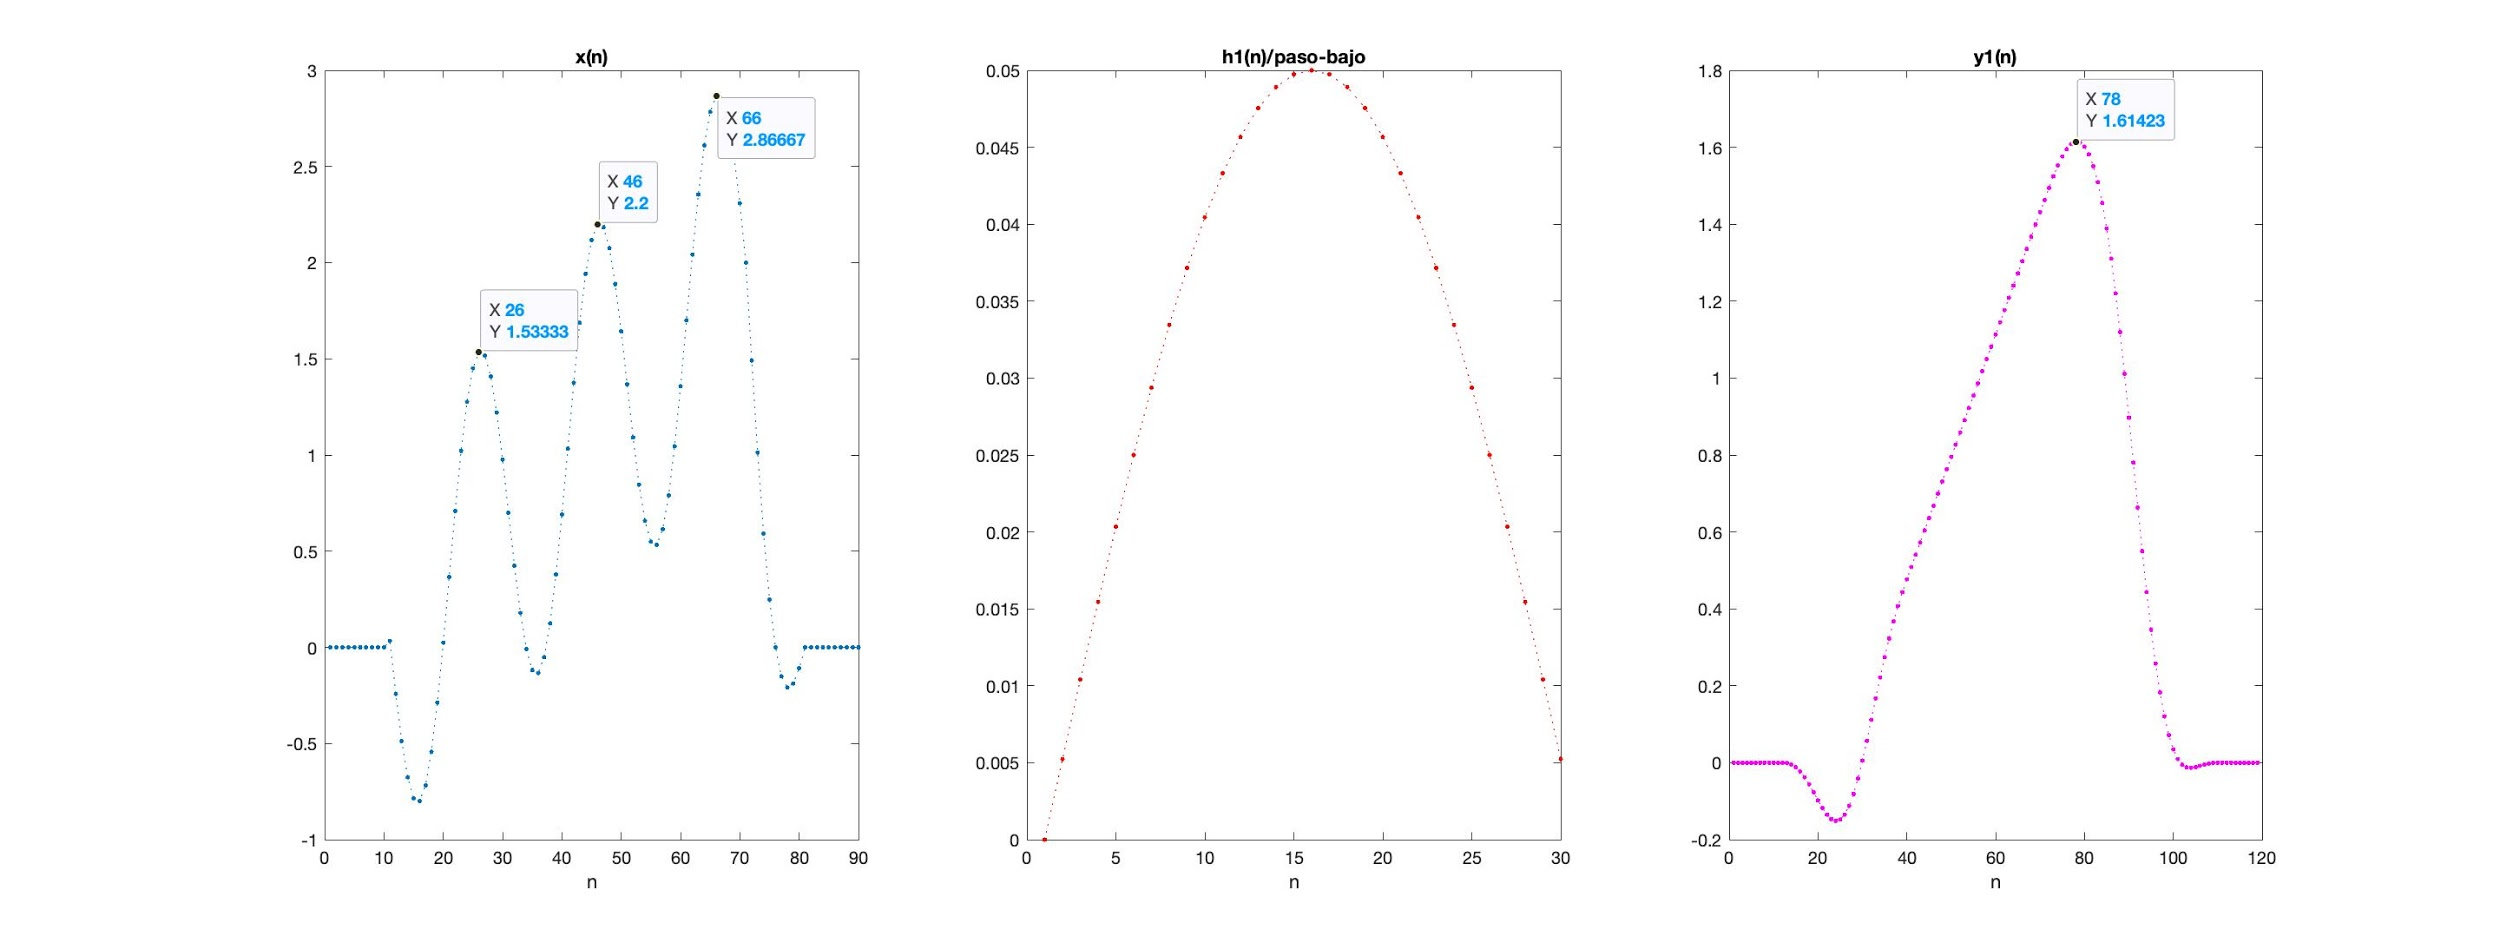 x(n)
3
2.5
2
1.5
1
0.5
0
-0.5
-1
0 10 20 30 40 50 60 70 80 90
n
X 26
Y 1.53333
X 46
Y 2.2
X 66
Y 2.86667
h1(n)/paso-bajo
0.05
0.045
0.04
0.035
0.03
0.025
0.02
0.015
0.01
0.005
0
0 5 10 15 20 25 30
n
y1(n)
1.8
1.6
1.4
1.2
1
0.8
0.6
0.4
0.2
0
-0.2
0 20 40 60 80 100 120
n
X 78
Y 1.61423